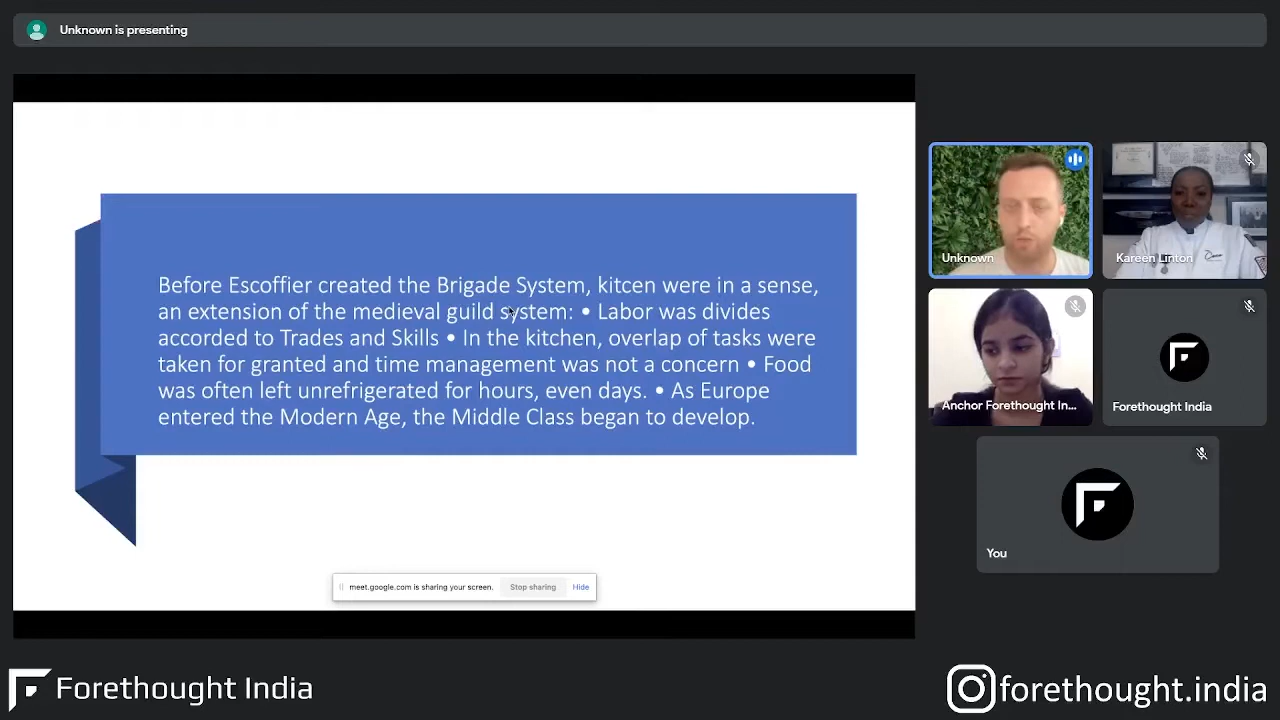 Unknown is presenting
Before Escoffier created the Brigade System, kitcen were in a sense,
an extension of the medieval guild system: • Labor was divides
accorded to Trades and Skills • In the kitchen, overlap of tasks were
taken for granted and time management was not a concern • Food
was often left unrefrigerated for hours, even days. • As Europe
entered the Modern Age, the Middle Class began to develop.
meet.google.com is sharing your screen. Stop sharing Hide
Unknown
Kareen Linton
Anchor Forethought In...
Forethought India
You
Forethought India
forethought.india